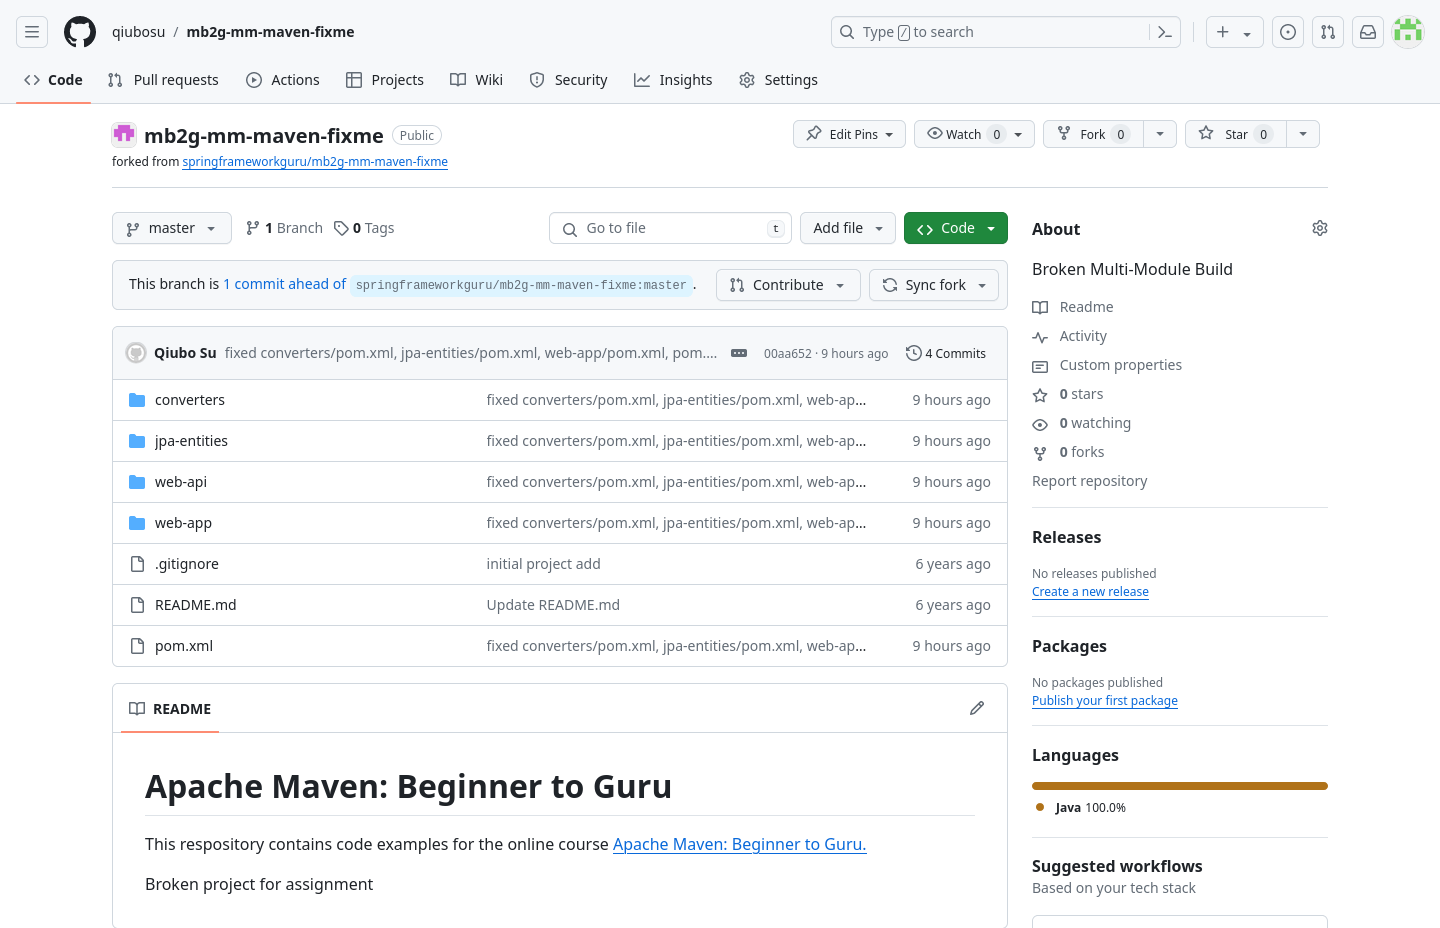 qiubosu / mb2g-mm-maven-fixme
Type / to search
Code Pull requests Actions Projects Wiki Security Insights Settings
mb2g-mm-maven-fixme Public
Edit Pins Watch 0 Fork 0 Star 0
forked from springframeworkguru/mb2g-mm-maven-fixme
master 1 Branch 0 Tags Go to file t Add file Code
This branch is 1 commit ahead of springframeworkguru/mb2g-mm-maven-fixme:master. Contribute Sync fork
Qiubo Su fixed converters/pom.xml, jpa-entities/pom.xml, web-app/pom.xml, pom.… 00aa652 · 9 hours ago 4 Commits
converters fixed converters/pom.xml, jpa-entities/pom.xml, web-ap… 9 hours ago
jpa-entities fixed converters/pom.xml, jpa-entities/pom.xml, web-ap… 9 hours ago
web-api fixed converters/pom.xml, jpa-entities/pom.xml, web-ap… 9 hours ago
web-app fixed converters/pom.xml, jpa-entities/pom.xml, web-ap… 9 hours ago
.gitignore initial project add 6 years ago
README.md Update README.md 6 years ago
pom.xml fixed converters/pom.xml, jpa-entities/pom.xml, web-ap… 9 hours ago
README
Apache Maven: Beginner to Guru
This respository contains code examples for the online course Apache Maven: Beginner to Guru.
Broken project for assignment
About
Broken Multi-Module Build
Readme
Activity
Custom properties
0 stars
0 watching
0 forks
Report repository
Releases
No releases published
Create a new release
Packages
No packages published
Publish your first package
Languages
Java 100.0%
Suggested workflows
Based on your tech stack